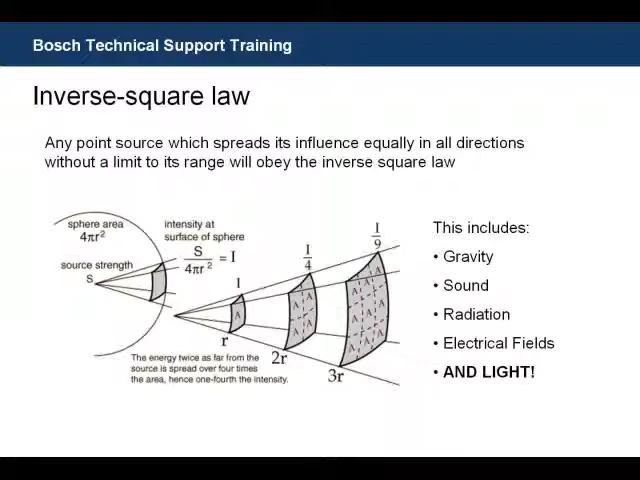 Bosch Technical Support Training
Inverse-square law
Any point source which spreads its influence equally in all directions
without a limit to its range will obey the inverse square law
sphere area
4πr²
source strength
S
intensity at
surface of sphere
S
4πr²
= I
The energy twice as far from the
source is spread over four times
the area, hence one-fourth the intensity.
I
A
r
I
4
A A
A A
2r
I
9
A A A
A A A
A A A
3r
This includes:
• Gravity
• Sound
• Radiation
• Electrical Fields
• AND LIGHT!